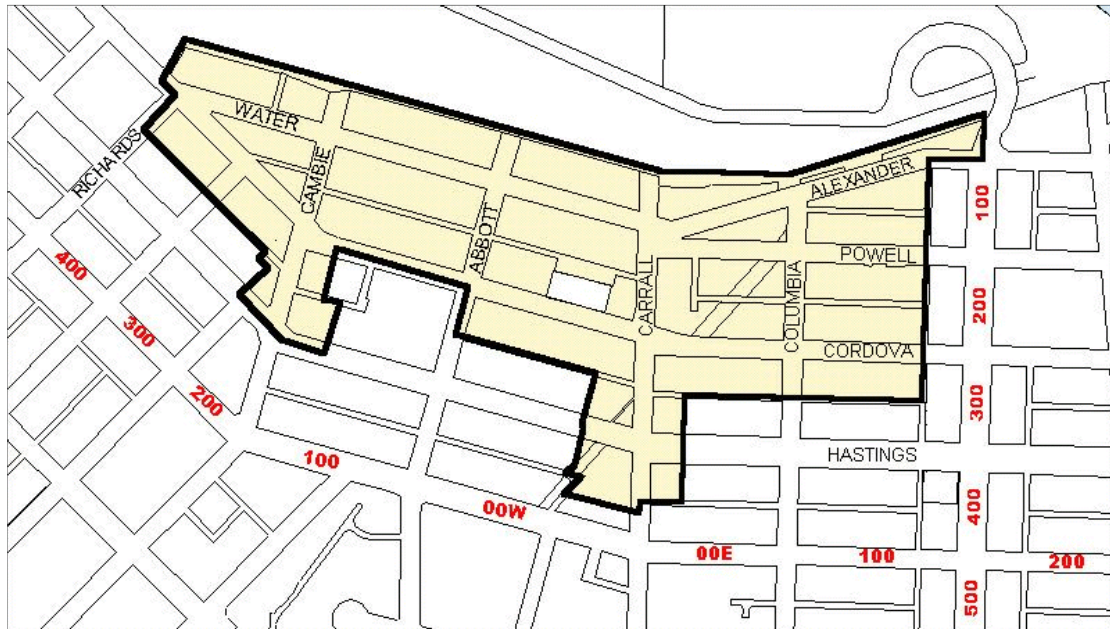 WATER
RICHARDS
CAMBIE
ALEXANDER
100
ABBOTT
400
CARRALL
COLUMBIA
POWELL
300
200
CORDOVA
200
300
100
HASTINGS
00W
400
00E
100
200
500